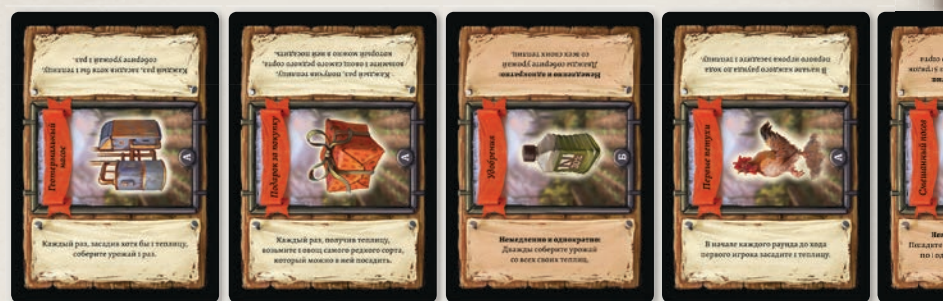 Каждый раз, засадив хотя бы 1 теплицу,
соберите урожай 1 раз.
Геотермальный
насос
А
Каждый раз, засадив хотя бы 1 теплицу,
соберите урожай 1 раз.
Каждый раз, получив теплицу,
возьмите 1 овощ самого редкого сорта,
который можно в ней посадить.
Подарок за покупку
А
Каждый раз, получив теплицу,
возьмите 1 овощ самого редкого сорта,
который можно в ней посадить.
Немедленно и однократно:
Дважды соберите урожай
со всех своих теплиц.
Удобрения
Б
Немедленно и однократно:
Дважды соберите урожай
со всех своих теплиц.
В начале каждого раунда до хода
первого игрока засадите 1 теплицу.
Первые петухи
А
В начале каждого раунда до хода
первого игрока засадите 1 теплицу.
Смешанный посев